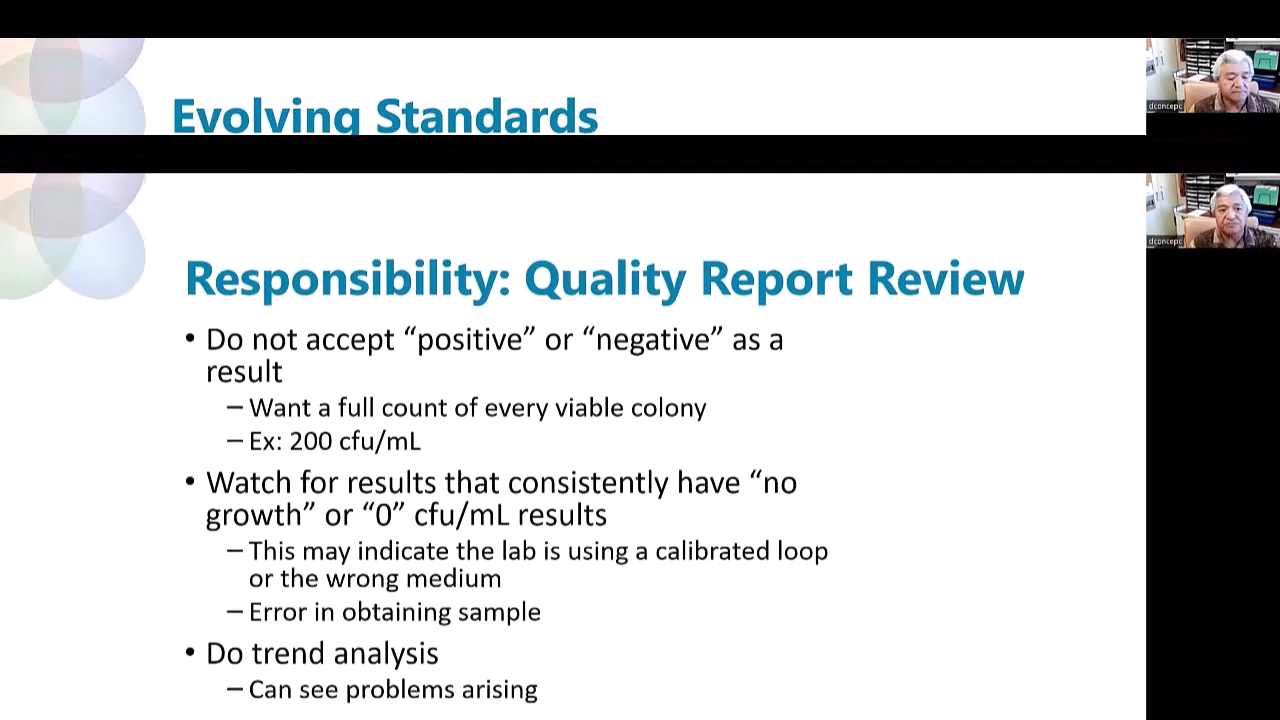 Evolving Standards
dconcepc
Responsibility: Quality Report Review
dconcepc
• Do not accept “positive” or “negative” as a
result
– Want a full count of every viable colony
– Ex: 200 cfu/mL
• Watch for results that consistently have “no
growth” or “0” cfu/mL results
– This may indicate the lab is using a calibrated loop
or the wrong medium
– Error in obtaining sample
• Do trend analysis
– Can see problems arising